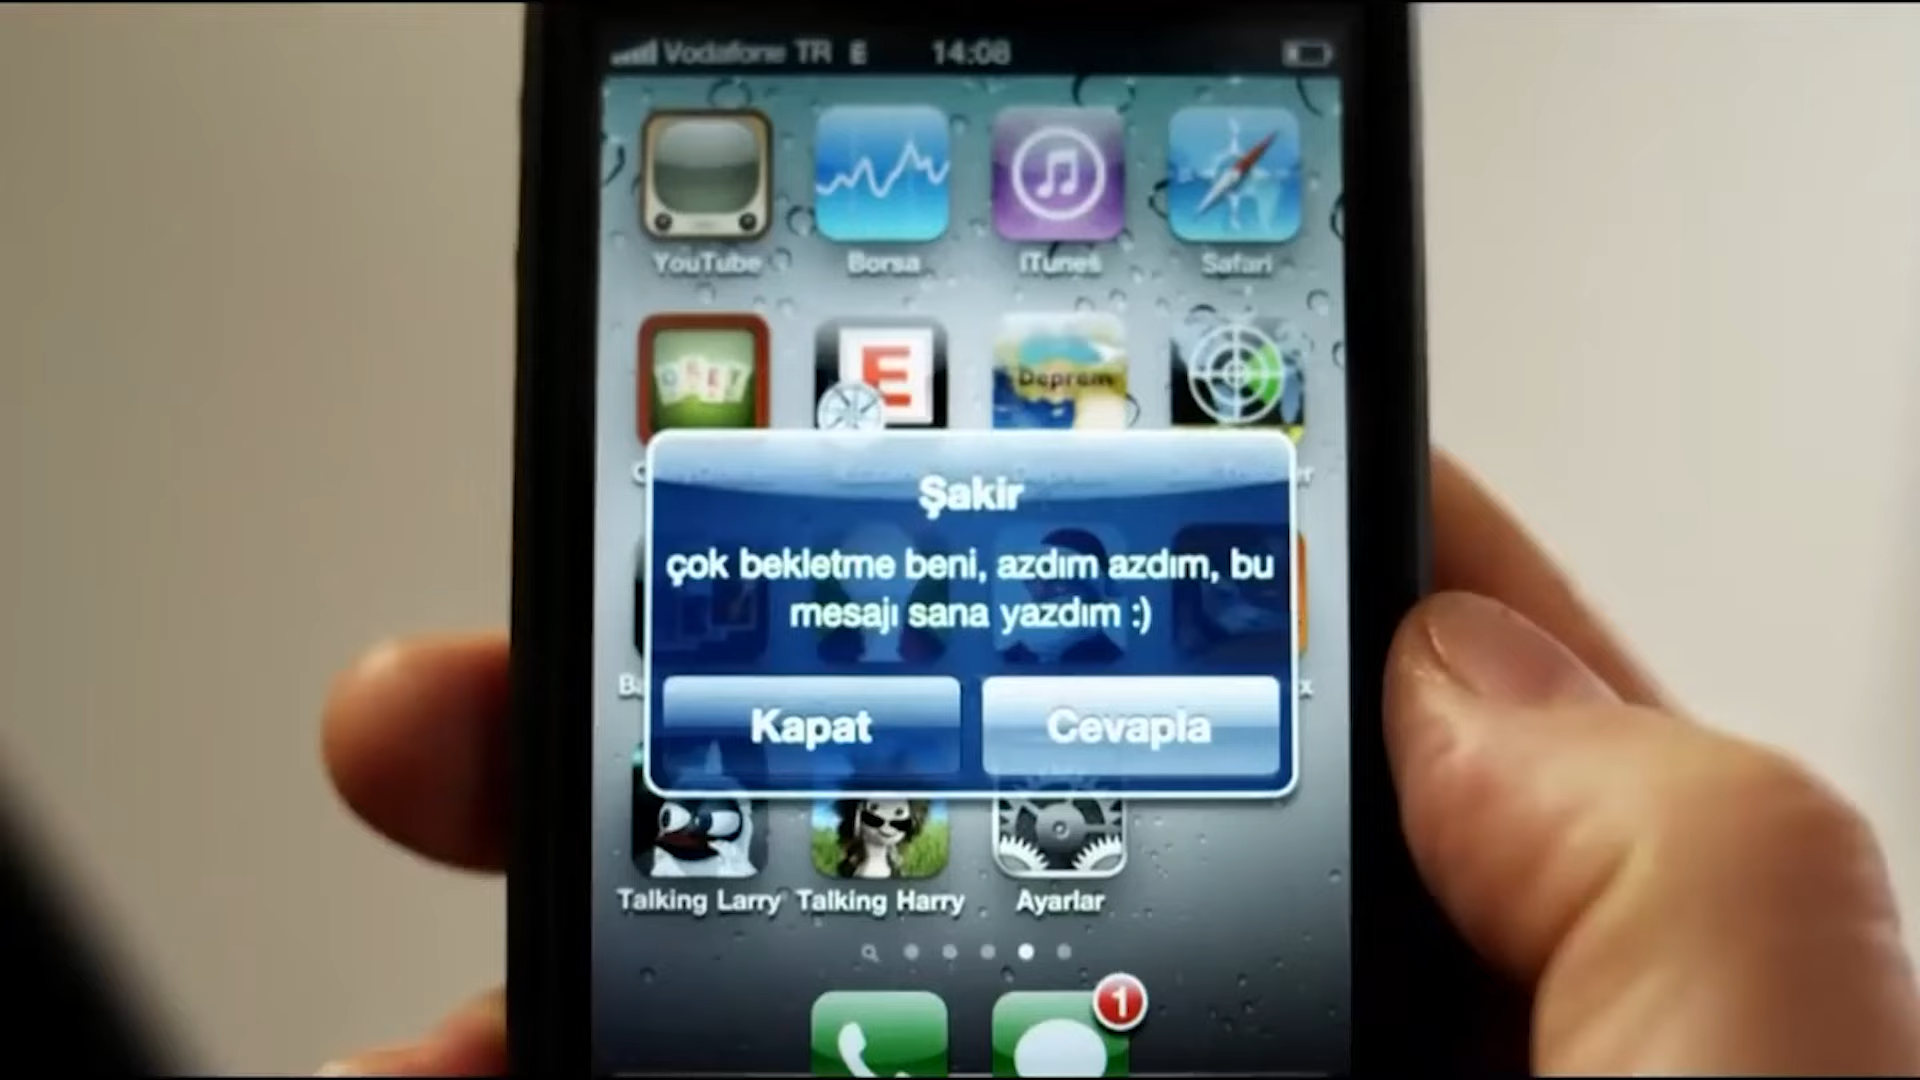 Vodafone TR E 14:08
YouTube Borsa iTunes Safari
E Deprem
Şakir
çok bekletme beni, azdım azdım, bu
mesajı sana yazdım :)
Kapat Cevapla
Talking Larry Talking Harry Ayarlar
1